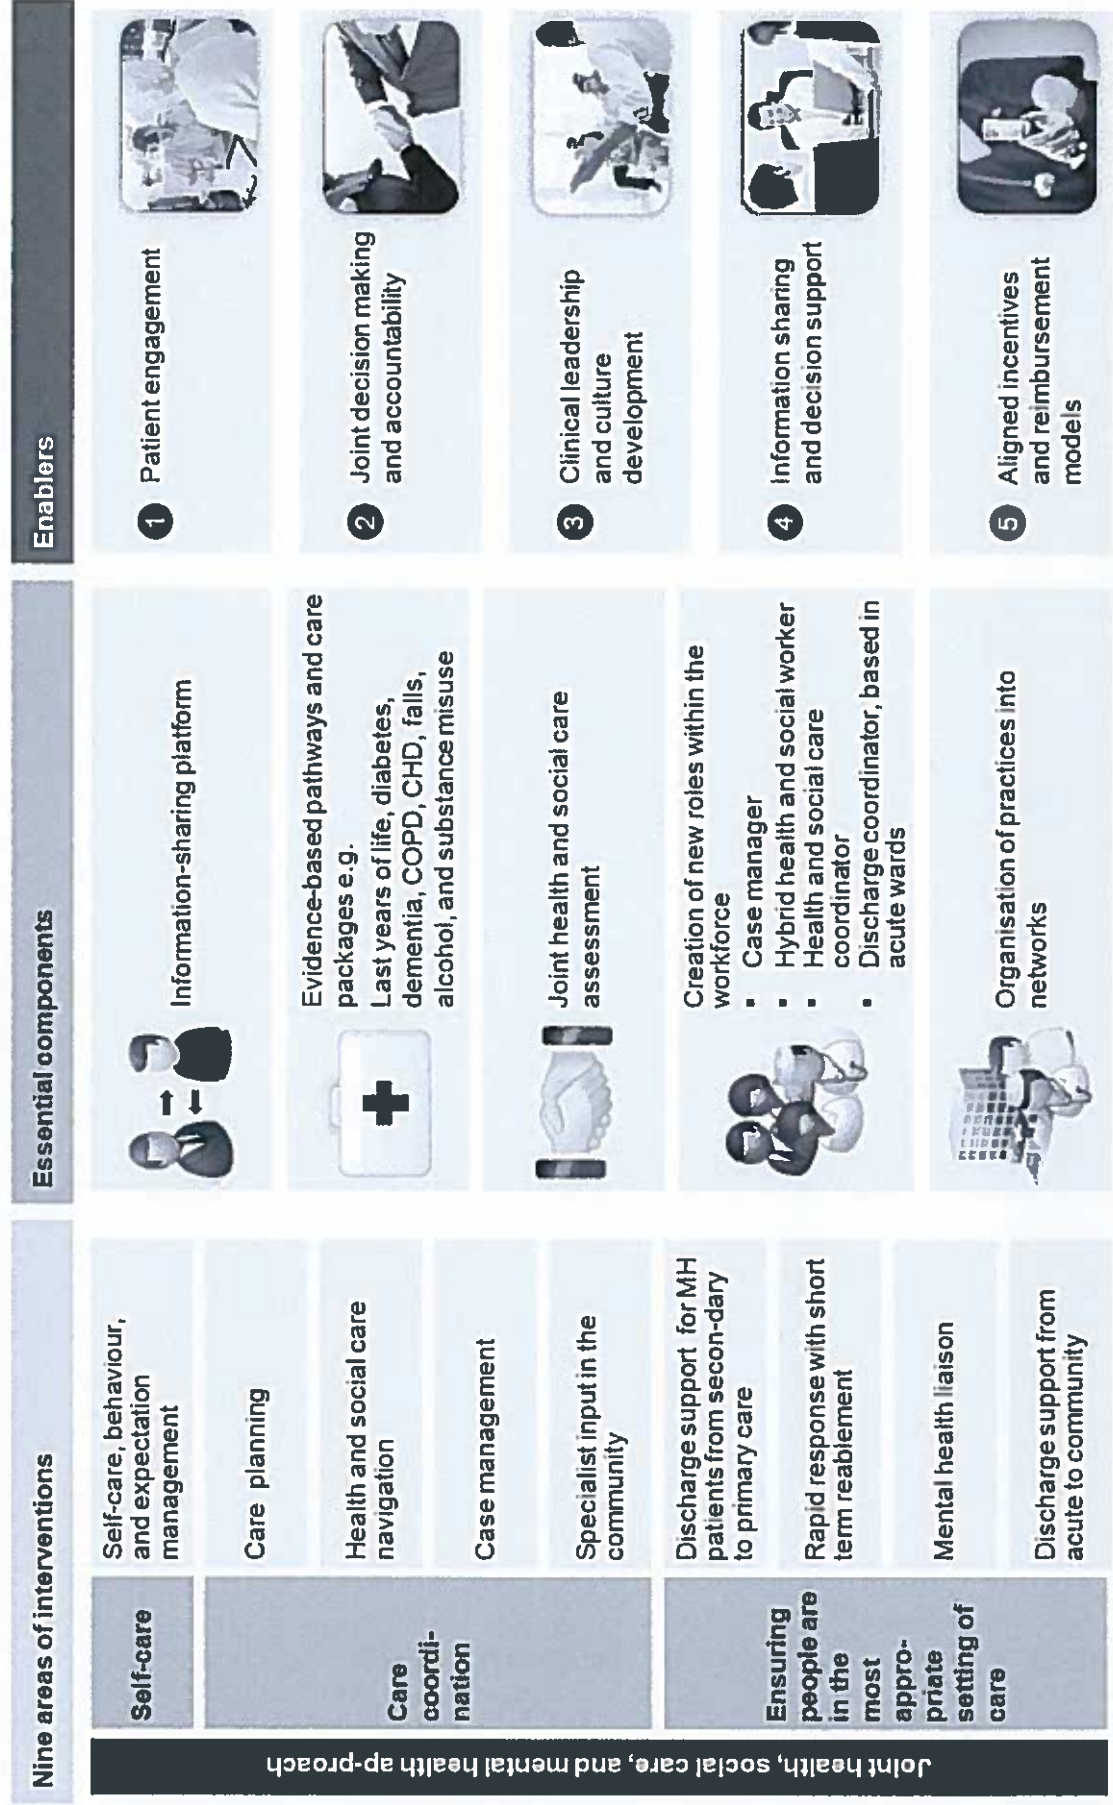 Nine areas of interventions
Joint health, social care, and mental health ap-proach
Self-care
Self-care, behaviour,
and expectation
management
Care
coordi-
nation
Care planning
Health and social care
navigation
Case management
Specialist input in the
community
Ensuring
people are
in the
most
appro-
priate
setting of
care
Discharge support for MH
patients from secon-dary
to primary care
Rapid response with short
term reablement
Mental health liaison
Discharge support from
acute to community
Essential components
Information-sharing platform
Evidence-based pathways and care
packages e.g.
▪ Last years of life, diabetes,
dementia, COPD, CHD, falls,
alcohol, and substance misuse
Joint health and social care
assessment
Creation of new roles within the
workforce
▪ Case manager
▪ Hybrid health and social worker
▪ Health and social care
coordinator
▪ Discharge coordinator, based in
acute wards
Organisation of practices into
networks
Enablers
1 Patient engagement
2 Joint decision making
and accountability
3 Clinical leadership
and culture
development
4 Information sharing
and decision support
5 Aligned incentives
and reimbursement
models